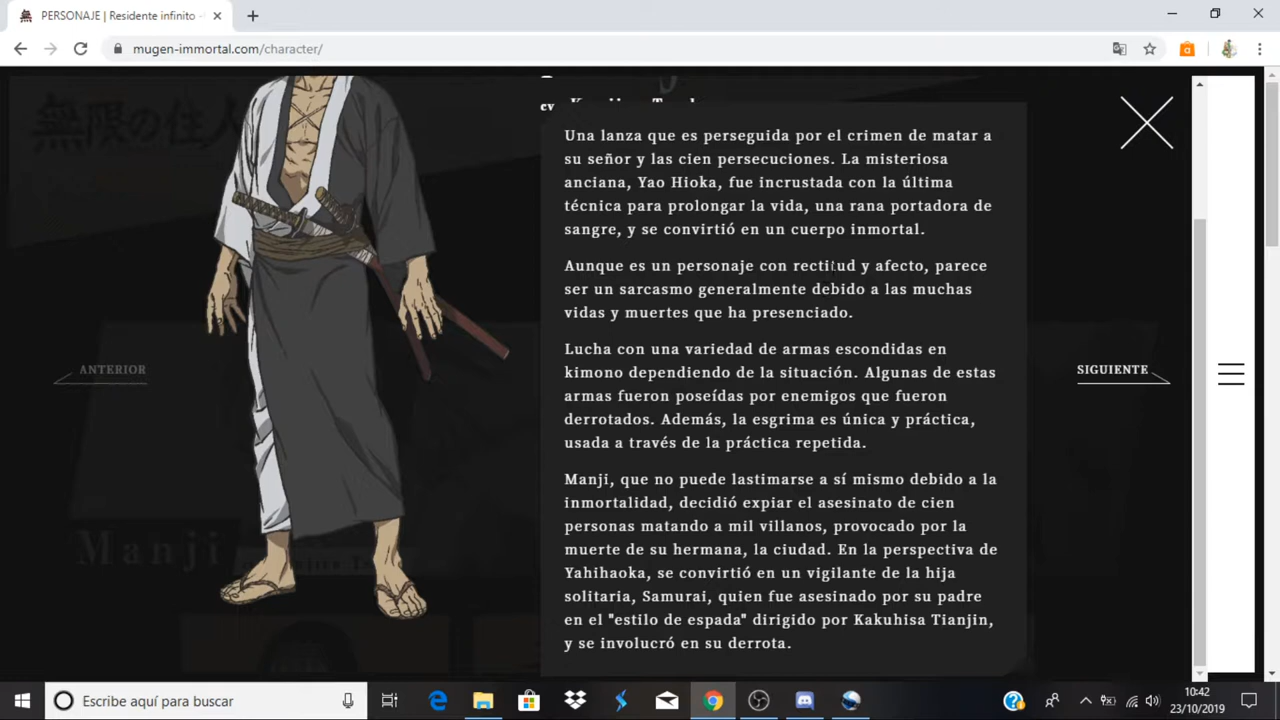 PERSONAJE | Residente infinito -
mugen-immortal.com/character/
無限の住人
cv
Una lanza que es perseguida por el crimen de matar a
su señor y las cien persecuciones. La misteriosa
anciana, Yao Hioka, fue incrustada con la última
técnica para prolongar la vida, una rana portadora de
sangre, y se convirtió en un cuerpo inmortal.
Aunque es un personaje con rectitud y afecto, parece
ser un sarcasmo generalmente debido a las muchas
vidas y muertes que ha presenciado.
Lucha con una variedad de armas escondidas en
kimono dependiendo de la situación. Algunas de estas
armas fueron poseídas por enemigos que fueron
derrotados. Además, la esgrima es única y práctica,
usada a través de la práctica repetida.
Manji, que no puede lastimarse a sí mismo debido a la
inmortalidad, decidió expiar el asesinato de cien
personas matando a mil villanos, provocado por la
muerte de su hermana, la ciudad. En la perspectiva de
Yahihaoka, se convirtió en un vigilante de la hija
solitaria, Samurai, quien fue asesinado por su padre
en el "estilo de espada" dirigido por Kakuhisa Tianjin,
y se involucró en su derrota.
ANTERIOR
SIGUIENTE
Manji
Escribe aquí para buscar
10:42
23/10/2019